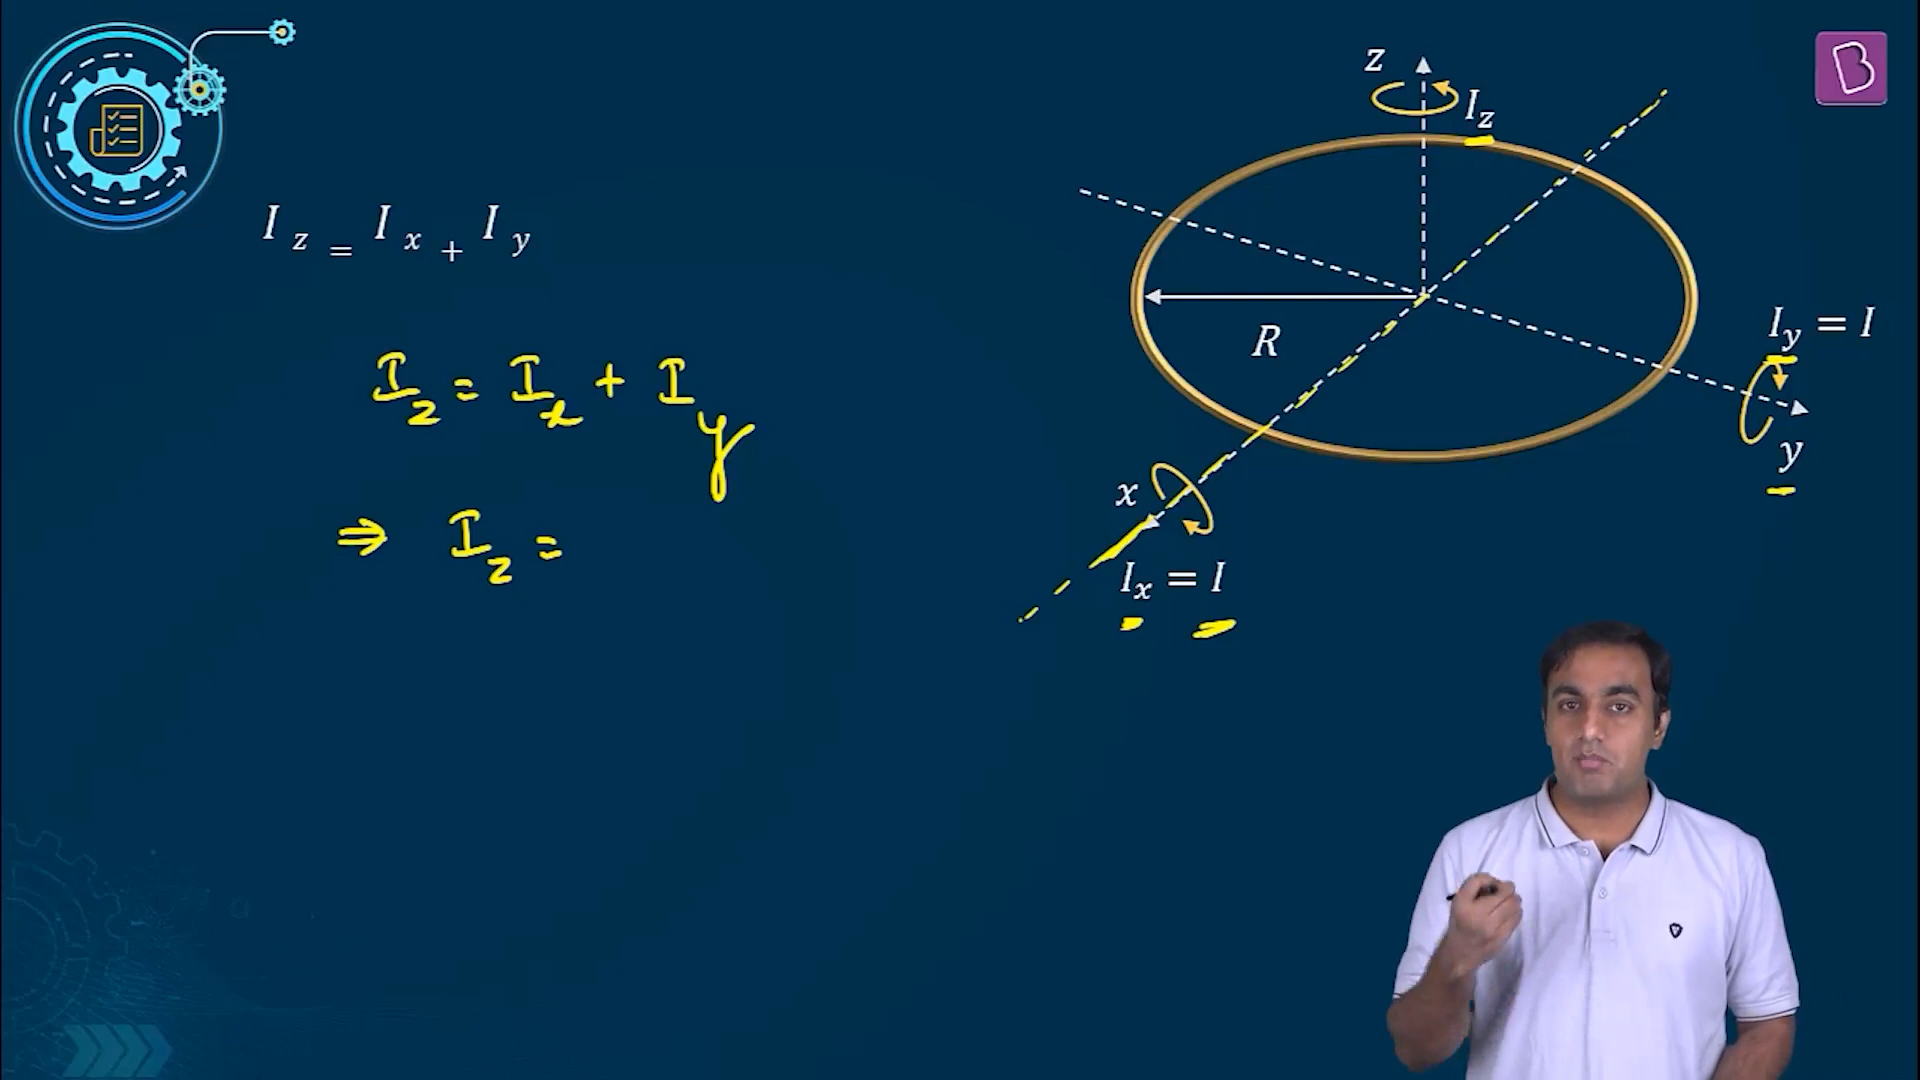 z
I_z
B
I_z = I_x + I_y
I_y = I
R
I_z = I_x + I_y
y
x
⇒ I_z =
I_x = I